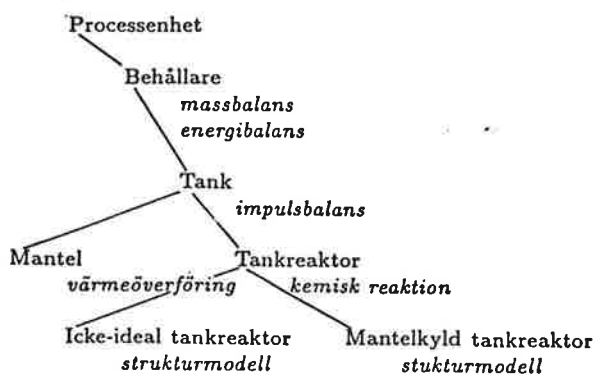 Processenhet
Behållare
massbalans
energibalans
Tank
impulsbalans
Mantel
Tankreaktor
värmeöverföring
kemisk reaktion
Icke-ideal tankreaktor
Mantelkyld tankreaktor
strukturmodell
stukturmodell